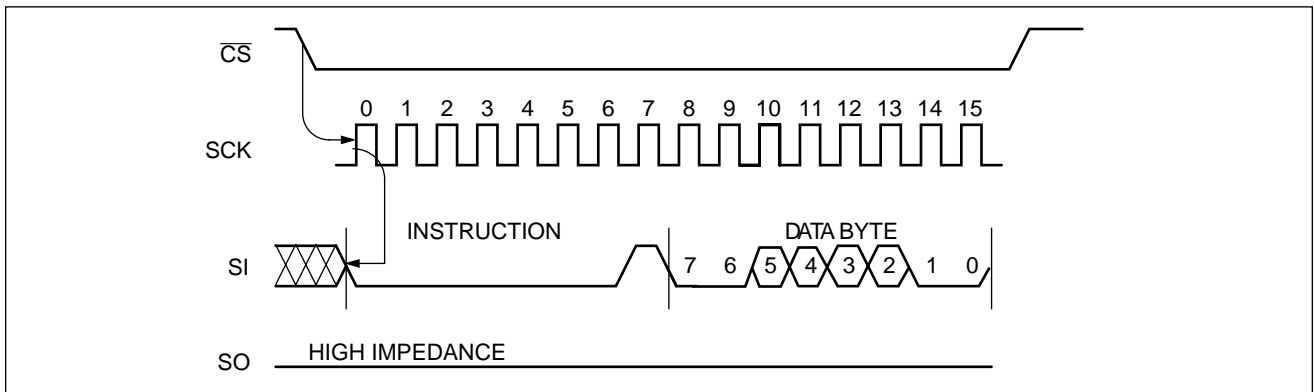 CS
0 1 2 3 4 5 6 7 8 9 10 11 12 13 14 15
SCK
INSTRUCTION DATA BYTE
SI 7 6 5 4 3 2 1 0
HIGH IMPEDANCE
SO